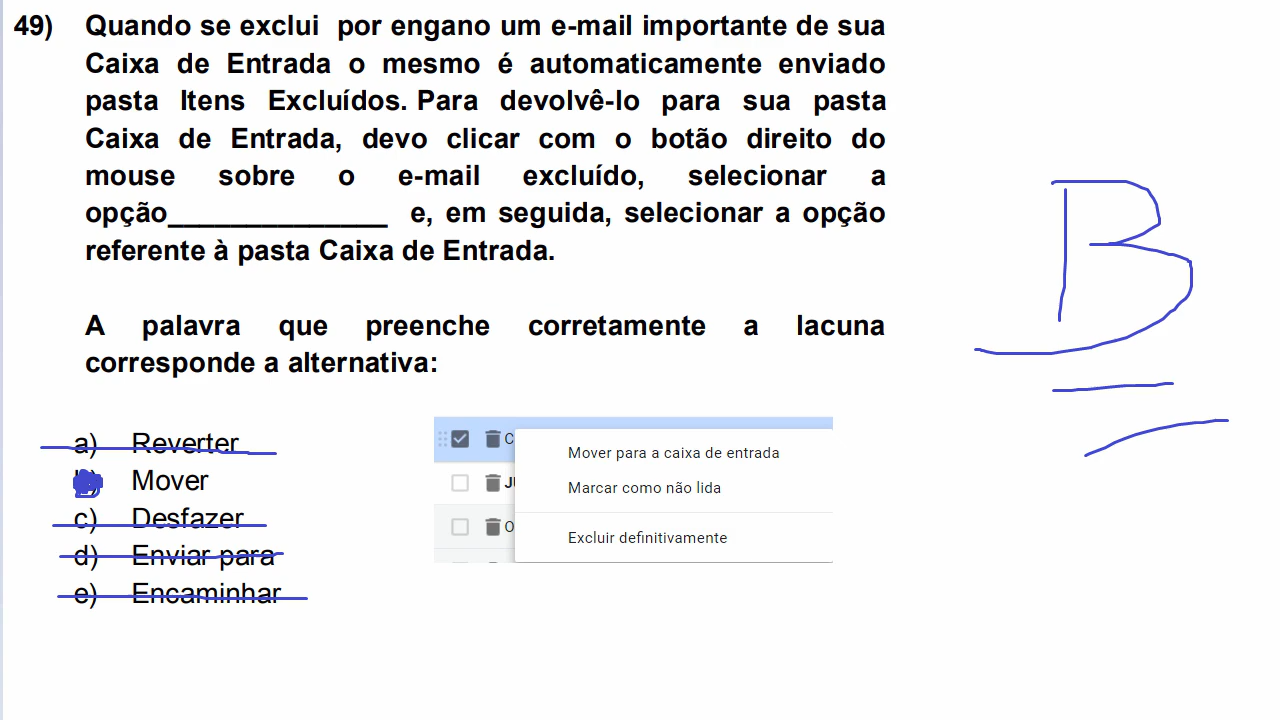 49) Quando se exclui por engano um e-mail importante de sua
Caixa de Entrada o mesmo é automaticamente enviado
pasta Itens Excluídos. Para devolvê-lo para sua pasta
Caixa de Entrada, devo clicar com o botão direito do
mouse sobre o e-mail excluído, selecionar a
opção______________ e, em seguida, selecionar a opção
referente à pasta Caixa de Entrada.
A palavra que preenche corretamente a lacuna
corresponde a alternativa:
a) Reverter
Mover
c) Desfazer
d) Enviar para
e) Encaminhar
C
Mover para a caixa de entrada
Marcar como não lida
Excluir definitivamente
B